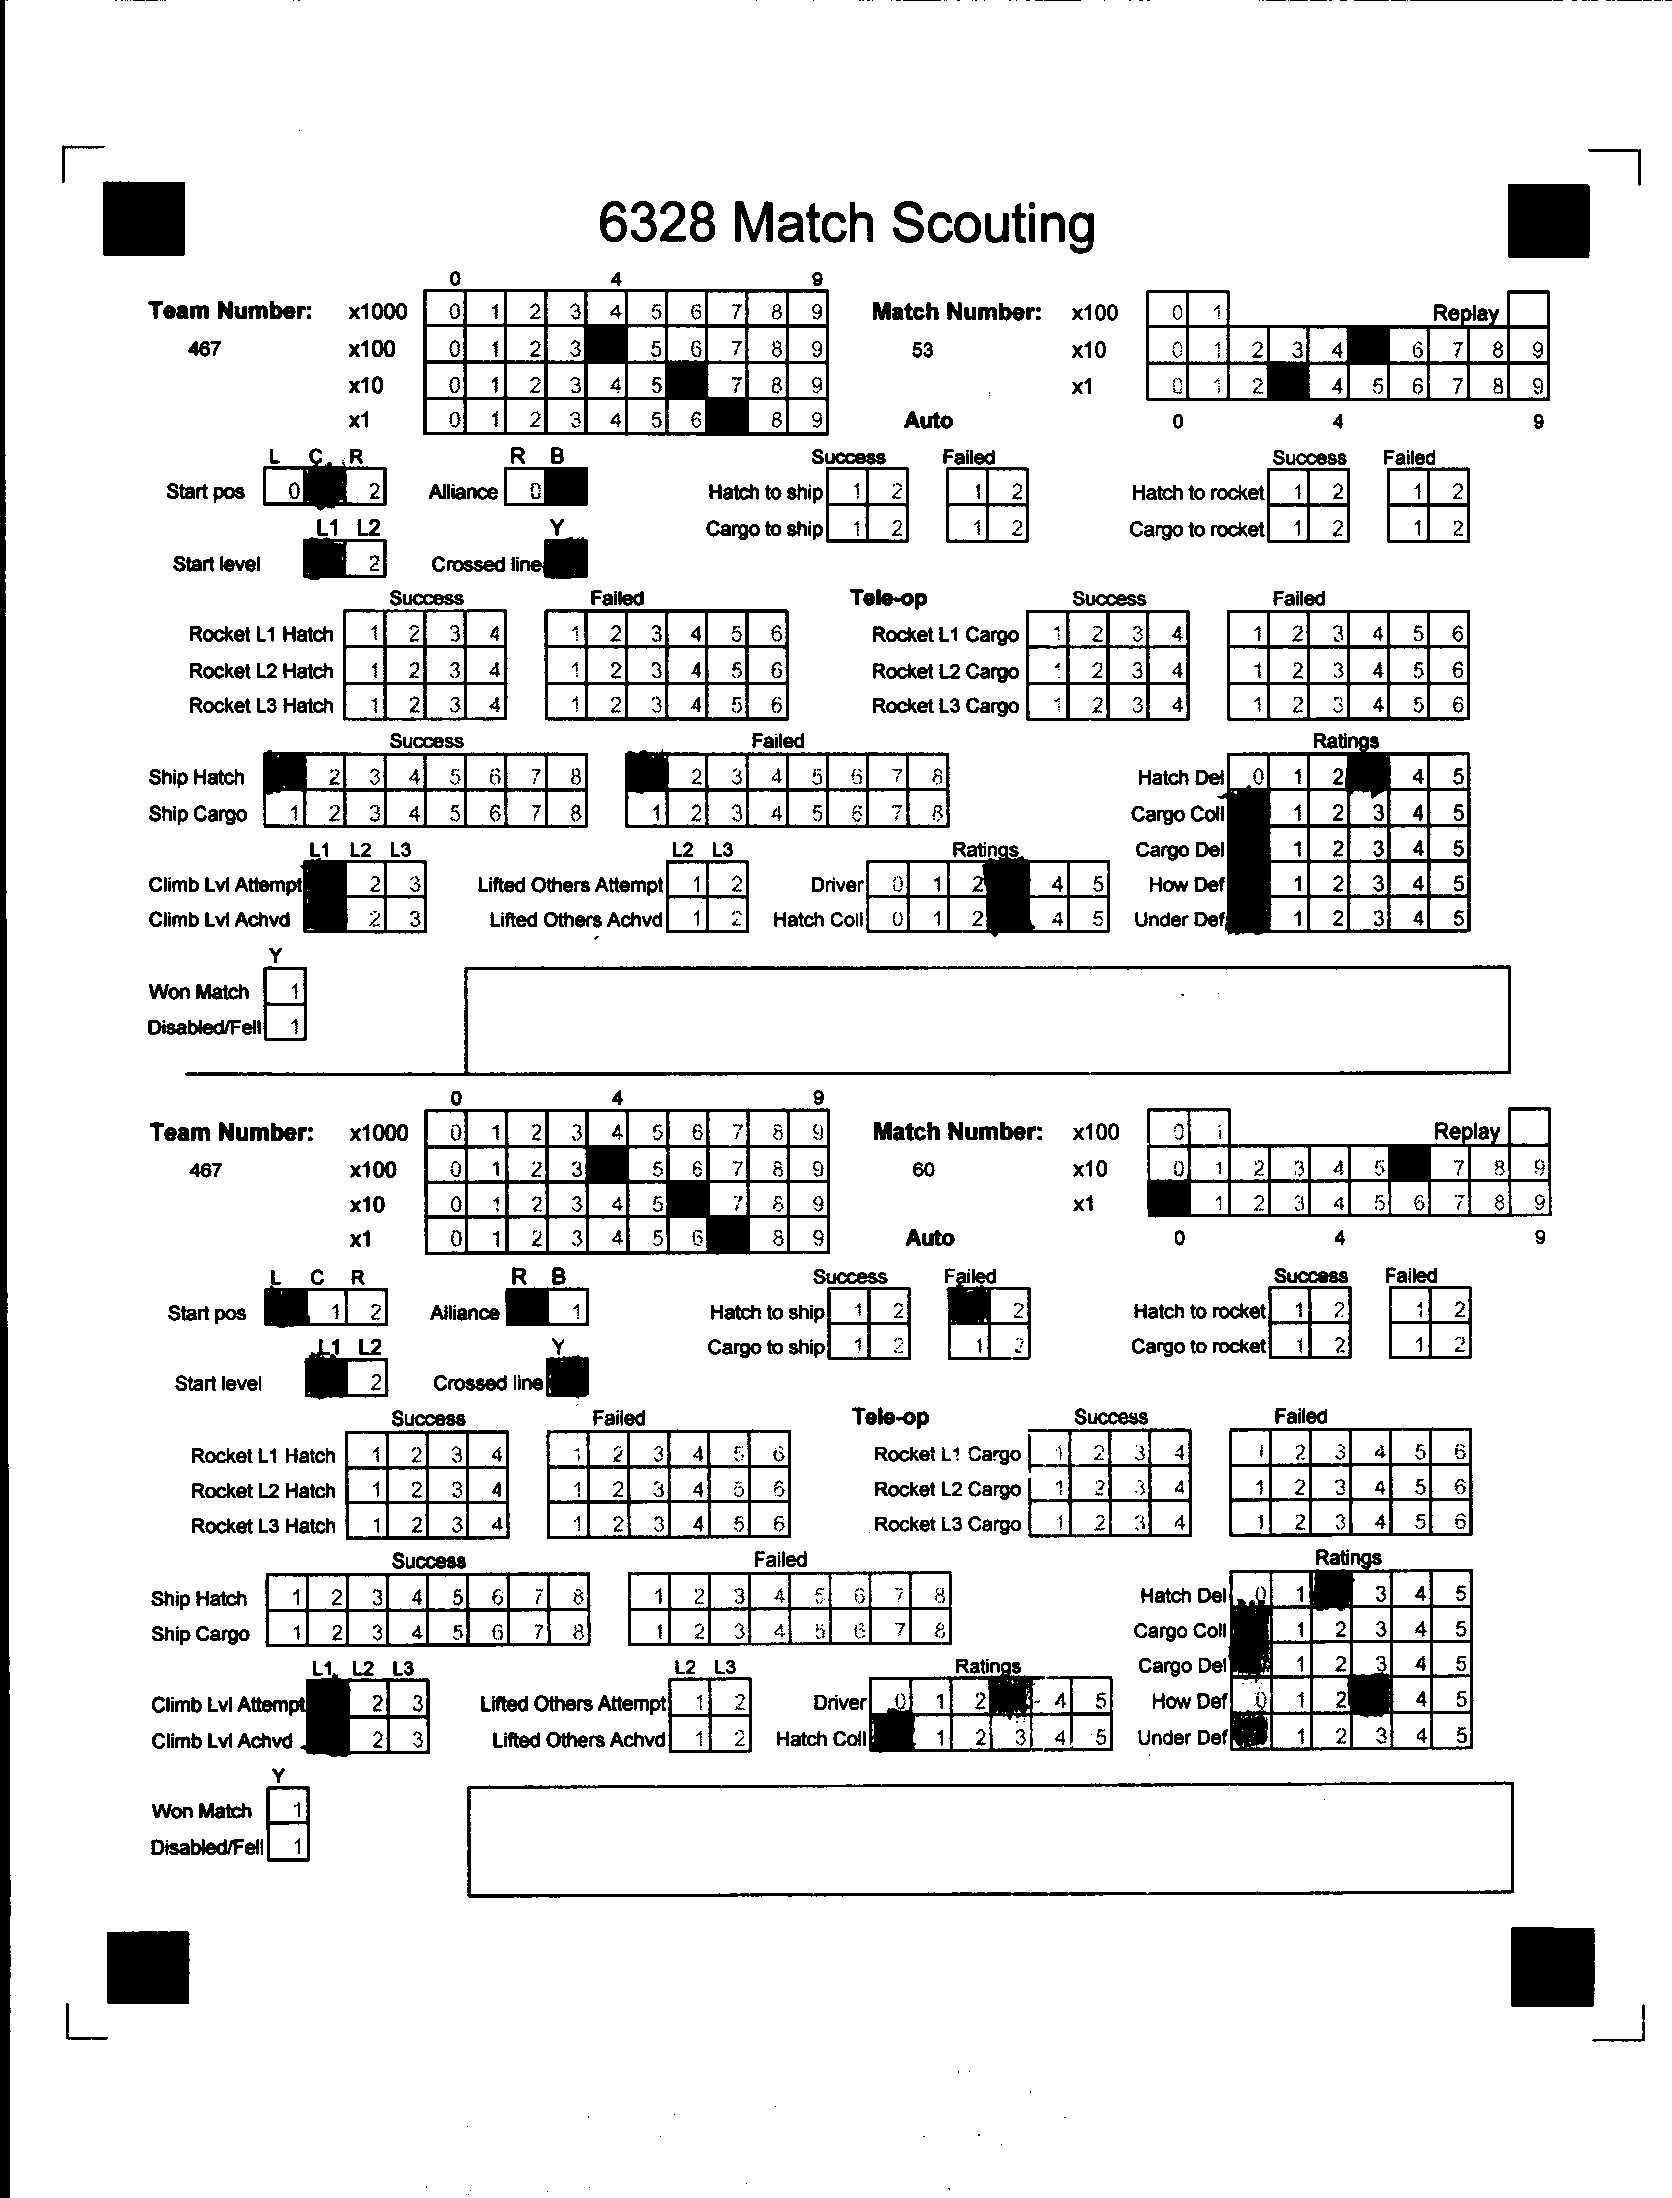 6328 Match Scouting
0 4 9
Team Number: x1000 0 1 2 3 4 5 6 7 8 9 Match Number: x100 0 1 Replay
467 x100 0 1 2 3 5 6 7 8 9 53 x10 0 1 2 3 4 6 7 8 9
x10 0 1 2 3 4 5 7 8 9 x1 0 1 2 4 5 6 7 8 9
x1 0 1 2 3 4 5 6 8 9 Auto 0 4 9
L C R R B Success Failed Success Failed
Start pos 0 2 Alliance 0 Hatch to ship 1 2 1 2 Hatch to rocket 1 2 1 2
L1 L2 Y Cargo to ship 1 2 1 2 Cargo to rocket 1 2 1 2
Start level 2 Crossed line
Success Failed Tele-op Success Failed
Rocket L1 Hatch 1 2 3 4 1 2 3 4 5 6 Rocket L1 Cargo 1 2 3 4 1 2 3 4 5 6
Rocket L2 Hatch 1 2 3 4 1 2 3 4 5 6 Rocket L2 Cargo 1 2 3 4 1 2 3 4 5 6
Rocket L3 Hatch 1 2 3 4 1 2 3 4 5 6 Rocket L3 Cargo 1 2 3 4 1 2 3 4 5 6
Success Failed Ratings
Ship Hatch 2 3 4 5 6 7 8 2 3 4 5 6 7 8 Hatch Del 0 1 2 4 5
Ship Cargo 1 2 3 4 5 6 7 8 1 2 3 4 5 6 7 8 Cargo Coll 1 2 3 4 5
L1 L2 L3 L2 L3 Ratings Cargo Del 1 2 3 4 5
Climb Lvl Attempt 2 3 Lifted Others Attempt 1 2 Driver 0 1 2 4 5 How Def 1 2 3 4 5
Climb Lvl Achvd 2 3 Lifted Others Achvd 1 2 Hatch Coll 0 1 2 4 5 Under Def 1 2 3 4 5
Y
Won Match 1
Disabled/Fell 1
0 4 9
Team Number: x1000 0 1 2 3 4 5 6 7 8 9 Match Number: x100 0 1 Replay
467 x100 0 1 2 3 5 6 7 8 9 60 x10 0 1 2 3 4 5 7 8 9
x10 0 1 2 3 4 5 7 8 9 x1 1 2 3 4 5 6 7 8 9
x1 0 1 2 3 4 5 6 8 9 Auto 0 4 9
L C R R B Success Failed Success Failed
Start pos 1 2 Alliance 1 Hatch to ship 1 2 2 Hatch to rocket 1 2 1 2
L1 L2 Y Cargo to ship 1 2 1 2 Cargo to rocket 1 2 1 2
Start level 2 Crossed line
Success Failed Tele-op Success Failed
Rocket L1 Hatch 1 2 3 4 1 2 3 4 5 6 Rocket L1 Cargo 1 2 3 4 1 2 3 4 5 6
Rocket L2 Hatch 1 2 3 4 1 2 3 4 5 6 Rocket L2 Cargo 1 2 3 4 1 2 3 4 5 6
Rocket L3 Hatch 1 2 3 4 1 2 3 4 5 6 Rocket L3 Cargo 1 2 3 4 1 2 3 4 5 6
Success Failed Ratings
Ship Hatch 1 2 3 4 5 6 7 8 1 2 3 4 5 6 7 8 Hatch Del 0 1 3 4 5
Ship Cargo 1 2 3 4 5 6 7 8 1 2 3 4 5 6 7 8 Cargo Coll 1 2 3 4 5
L1 L2 L3 L2 L3 Ratings Cargo Del 1 2 3 4 5
Climb Lvl Attempt 2 3 Lifted Others Attempt 1 2 Driver 0 1 2 4 5 How Def 0 1 2 4 5
Climb Lvl Achvd 2 3 Lifted Others Achvd 1 2 Hatch Coll 1 2 3 4 5 Under Def 1 2 3 4 5
Y
Won Match 1
Disabled/Fell 1